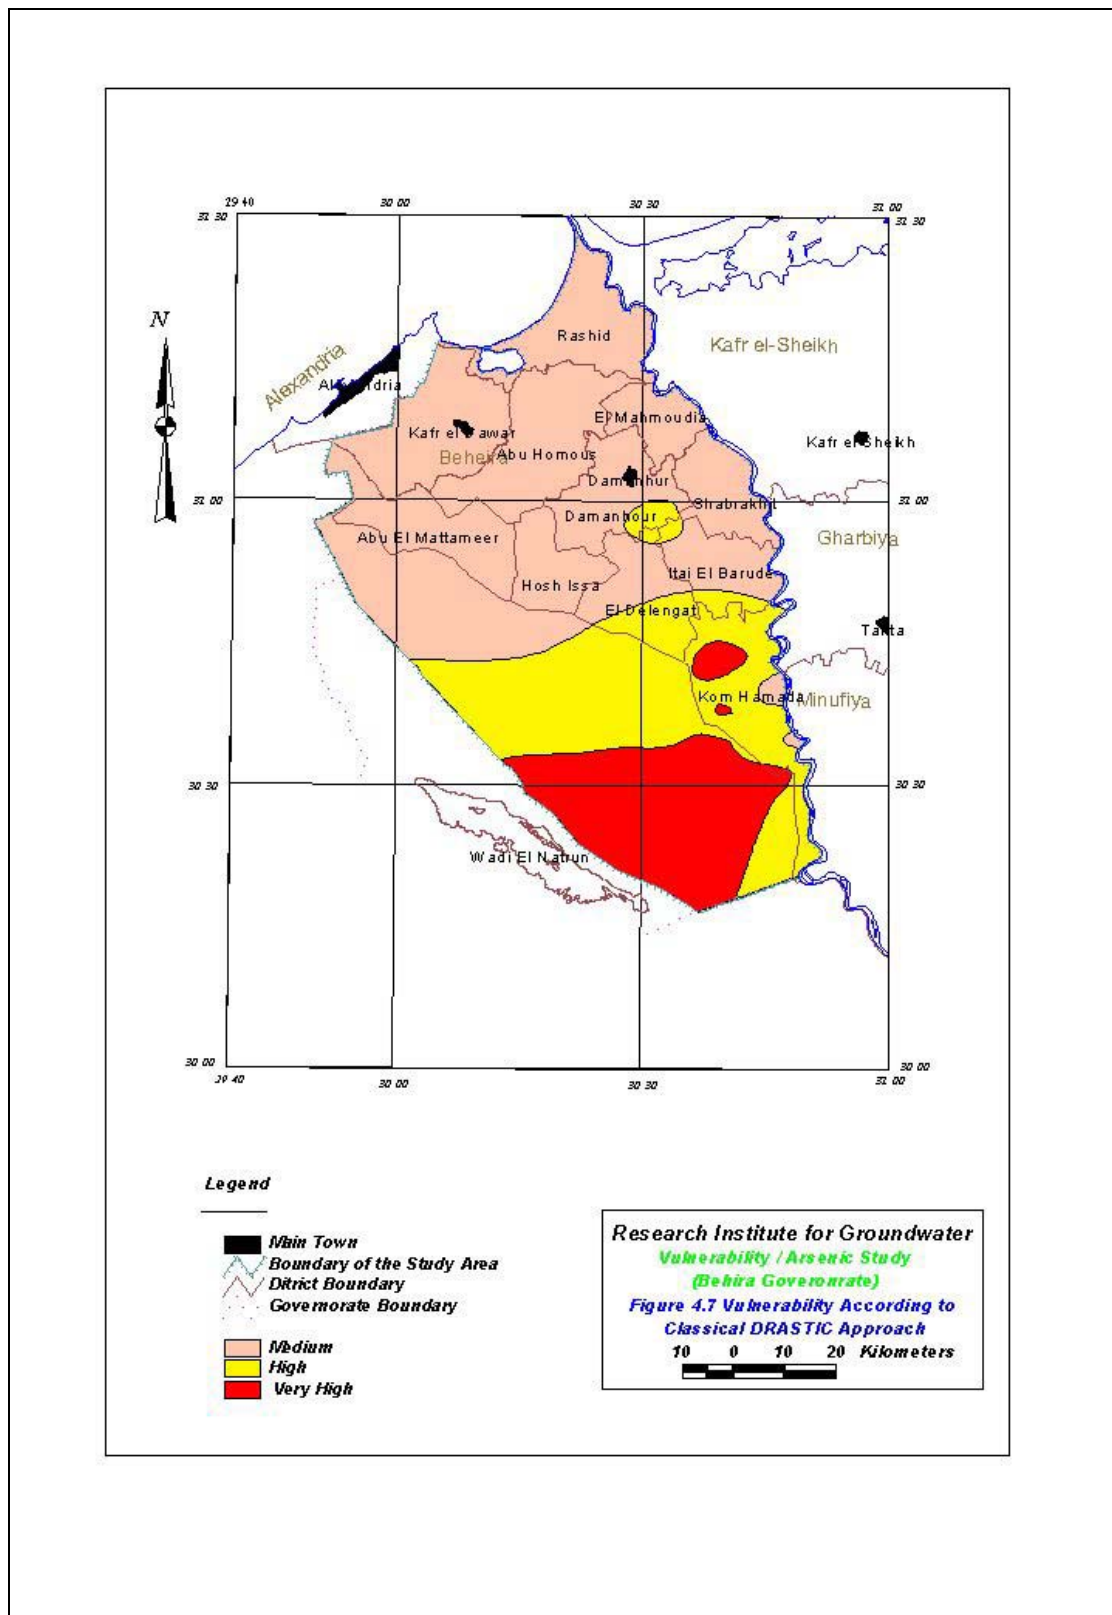 29 40
30 00
30 30
31 00
31 30
31 30
N
Rashid
Kafr el-Sheikh
Alexandria
El Mahmoudia
Kafr el Dawar
Kafr el Sheikh
Abu Homous
Beheira
Damanhur
31 00
31 00
Shabrakhit
Damanhour
Abu El Mattameer
Gharbiya
Itai El Barude
Hosh Issa
El Delengat
Tanta
Kom Hamada
Minufiya
30 30
30 30
Wadi El Natrun
30 00
30 00
29 40
30 00
30 30
31 00
Legend
Main Town
Boundary of the Study Area
Ditrict Boundary
Governorate Boundary
Medium
High
Very High
Research Institute for Groundwater
Vulnerability / Arsenic Study
(Behira Goveronrate)
Figure 4.7 Vulnerability According to
Classical DRASTIC Approach
10 0 10 20 Kilometers